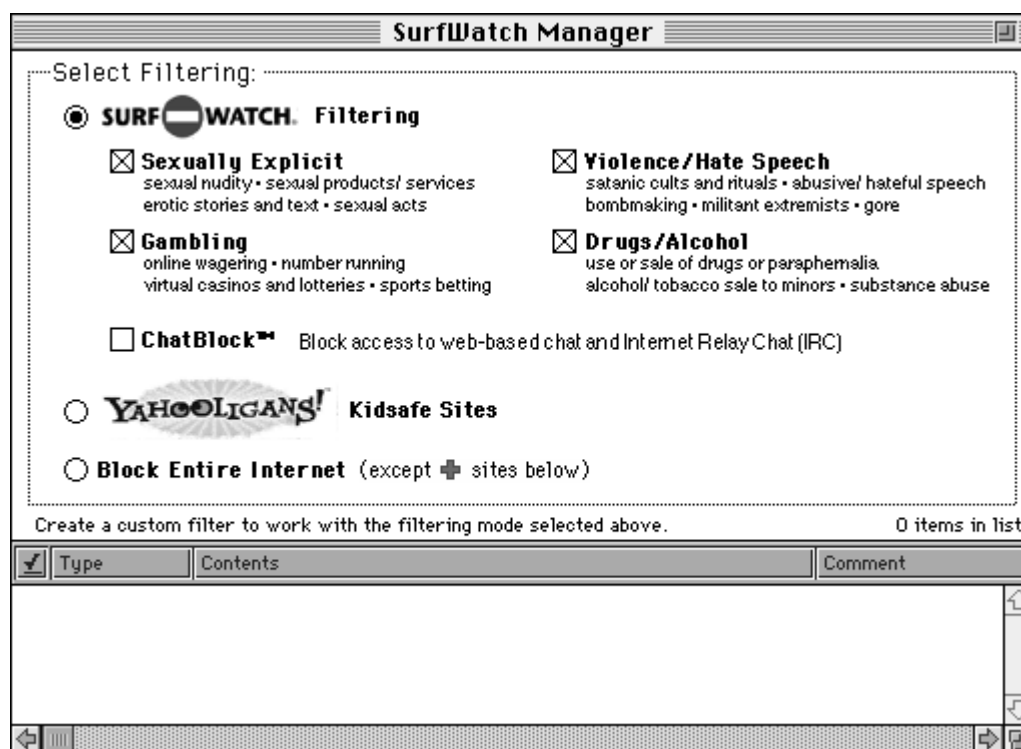 SurfWatch Manager
Select Filtering:
SURF WATCH. Filtering
Sexually Explicit
sexual nudity • sexual products/ services
erotic stories and text • sexual acts
Violence/Hate Speech
satanic cults and rituals • abusive/ hateful speech
bombmaking • militant extremists • gore
Gambling
online wagering • number running
virtual casinos and lotteries • sports betting
Drugs/Alcohol
use or sale of drugs or paraphernalia
alcohol/ tobacco sale to minors • substance abuse
ChatBlock™ Block access to web-based chat and Internet Relay Chat (IRC)
YAHOOLIGANS! Kidsafe Sites
Block Entire Internet (except ✚ sites below)
Create a custom filter to work with the filtering mode selected above. 0 items in list
Type Contents Comment